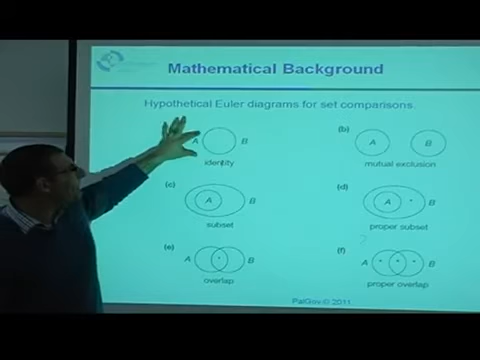 Mathematical Background
Hypothetical Euler diagrams for set comparisons.
A B
identity
(b) A B
mutual exclusion
(c) A B
subset
(d) A B
proper subset
(e) A B
overlap
(f) A B
proper overlap
PalGov © 2011